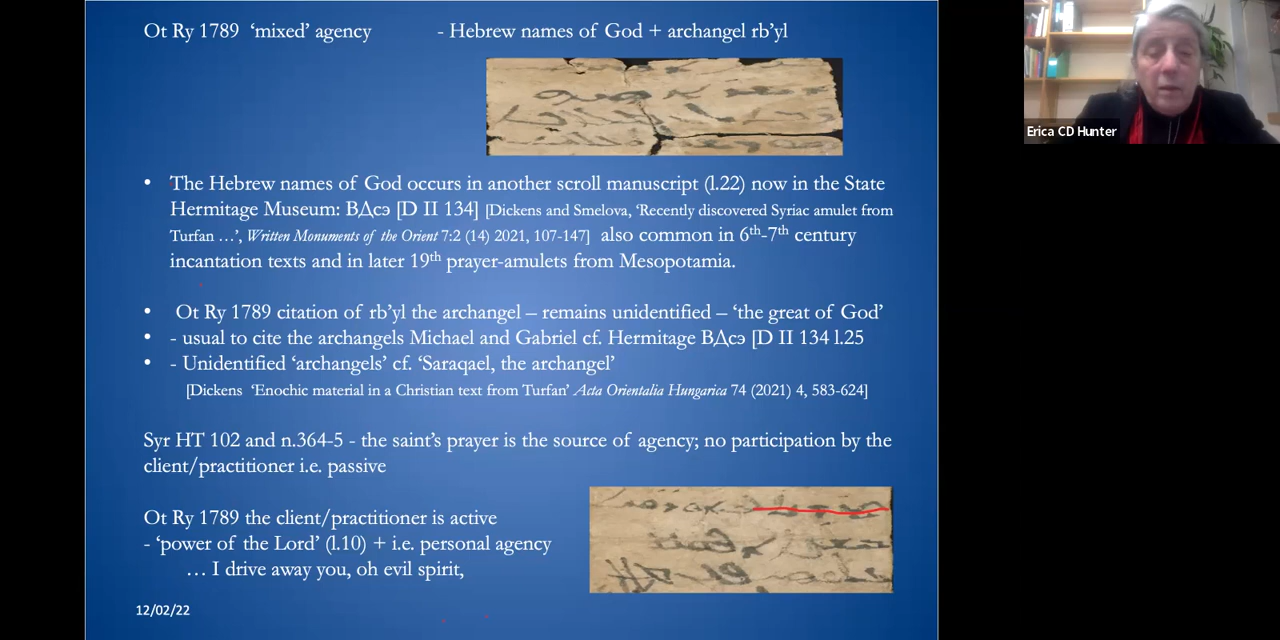 Ot Ry 1789 ‘mixed’ agency - Hebrew names of God + archangel rb’yl
Erica CD Hunter
• The Hebrew names of God occurs in another scroll manuscript (l.22) now in the State
Hermitage Museum: ВДсэ [D II 134] [Dickens and Smelova, ‘Recently discovered Syriac amulet from
Turfan …’, Written Monuments of the Orient 7:2 (14) 2021, 107-147] also common in 6th-7th century
incantation texts and in later 19th prayer-amulets from Mesopotamia.
• Ot Ry 1789 citation of rb’yl the archangel – remains unidentified – ‘the great of God’
• - usual to cite the archangels Michael and Gabriel cf. Hermitage ВДсэ [D II 134 l.25
• - Unidentified ‘archangels’ cf. ‘Saraqael, the archangel’
[Dickens ‘Enochic material in a Christian text from Turfan’ Acta Orientalia Hungarica 74 (2021) 4, 583-624]
Syr HT 102 and n.364-5 - the saint’s prayer is the source of agency; no participation by the
client/practitioner i.e. passive
Ot Ry 1789 the client/practitioner is active
- ‘power of the Lord’ (l.10) + i.e. personal agency
… I drive away you, oh evil spirit,
12/02/22